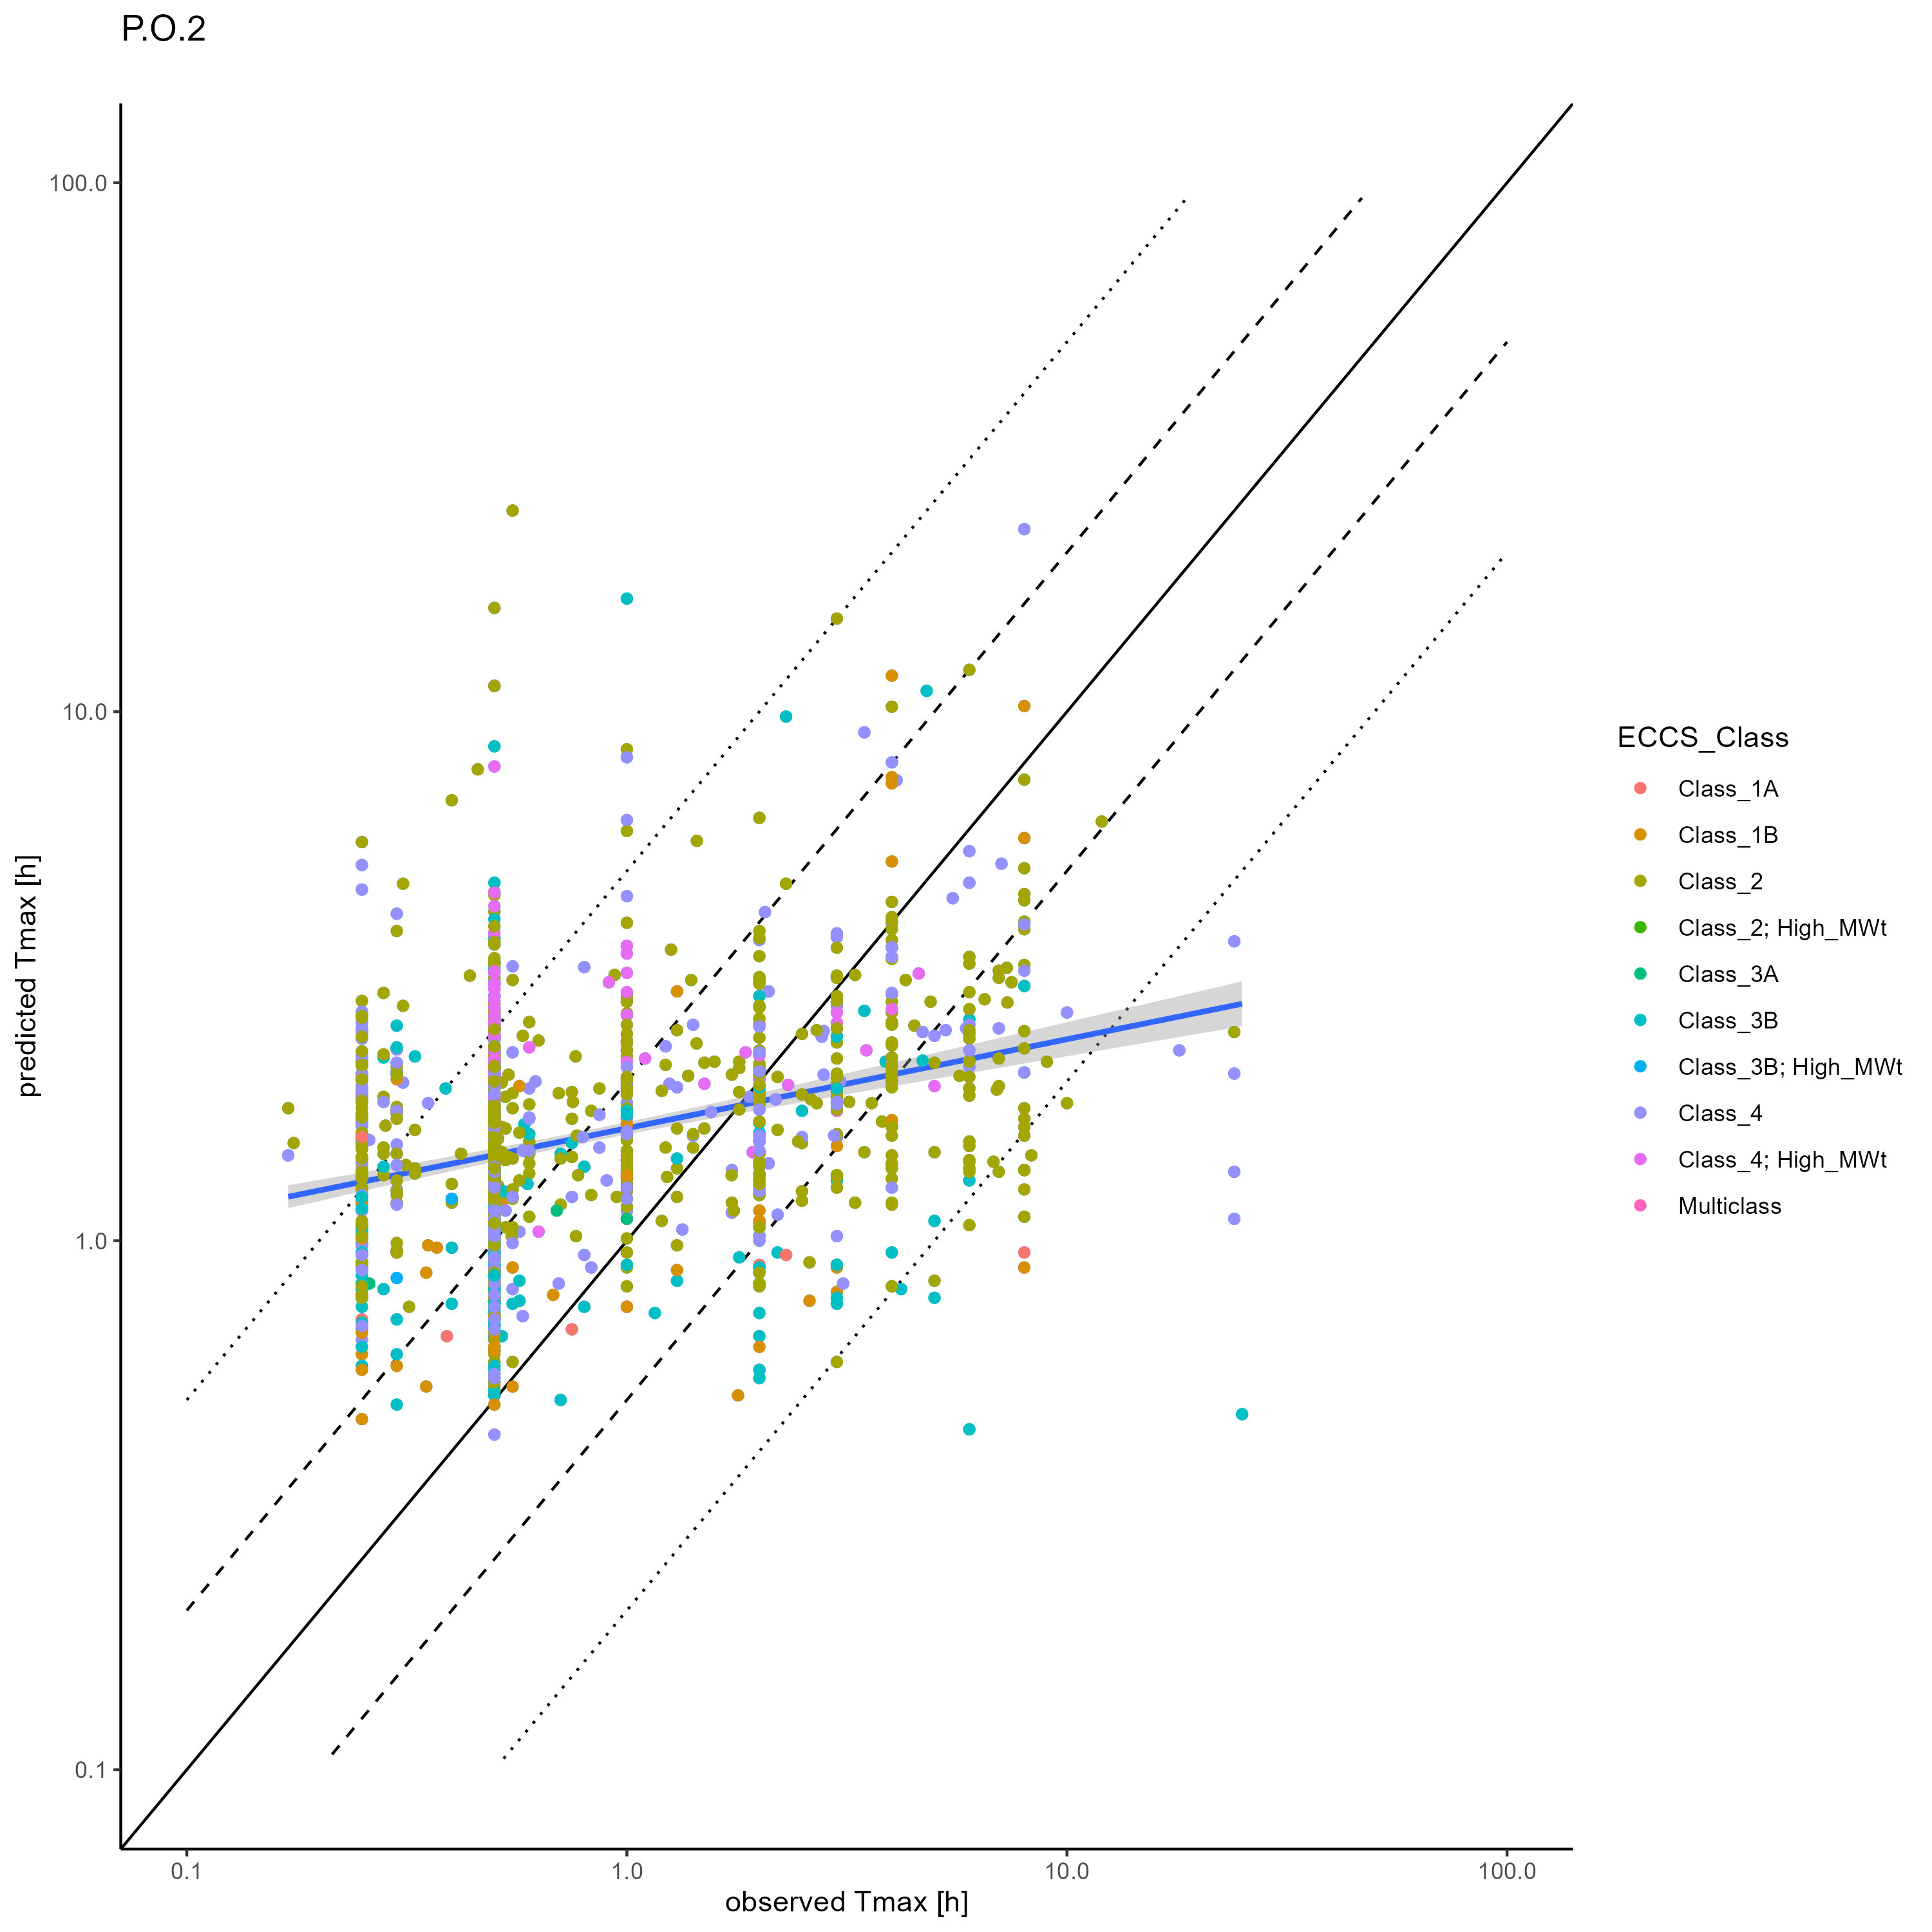 P.O.2
predicted Tmax [h]
100.0
10.0
1.0
0.1
0.1
1.0
10.0
100.0
observed Tmax [h]
ECCS_Class
Class_1A
Class_1B
Class_2
Class_2; High_MWt
Class_3A
Class_3B
Class_3B; High_MWt
Class_4
Class_4; High_MWt
Multiclass